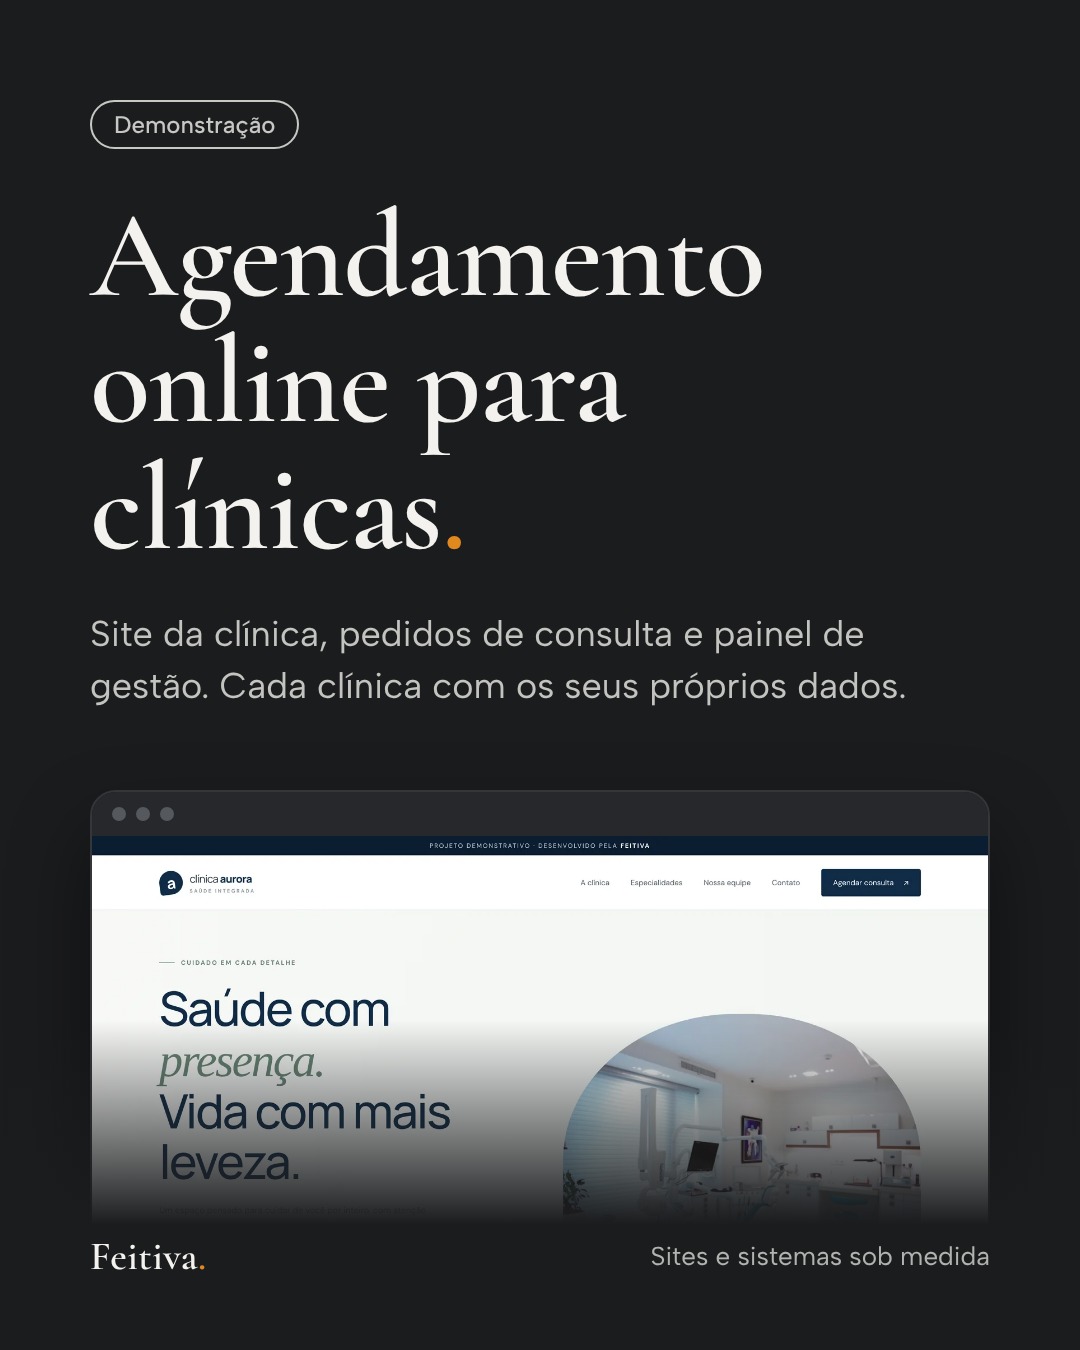 Demonstração
Agendamento
online para
clínicas.
Site da clínica, pedidos de consulta e painel de
gestão. Cada clínica com os seus próprios dados.
PROJETO DEMONSTRATIVO · DESENVOLVIDO PELA FEITIVA
a clínica aurora
SAÚDE INTEGRADA
A clínica Especialidades Nossa equipe Contato Agendar consulta ↗
CUIDADO EM CADA DETALHE
Saúde com
presença.
Vida com mais
leveza.
Feitiva. Sites e sistemas sob medida